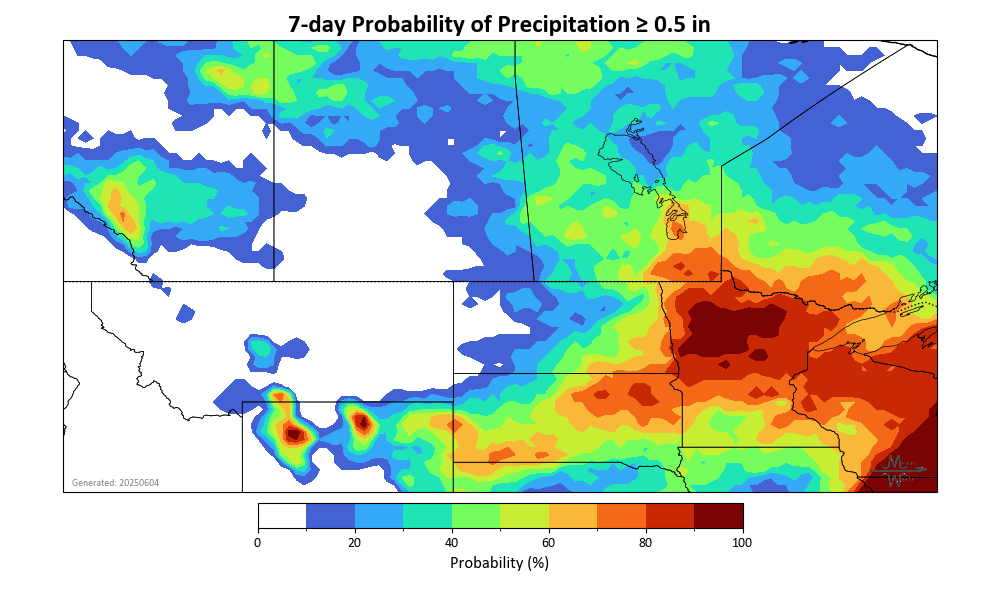 7-day Probability of Precipitation ≥ 0.5 in
Generated: 20250604
0 20 40 60 80 100
Probability (%)